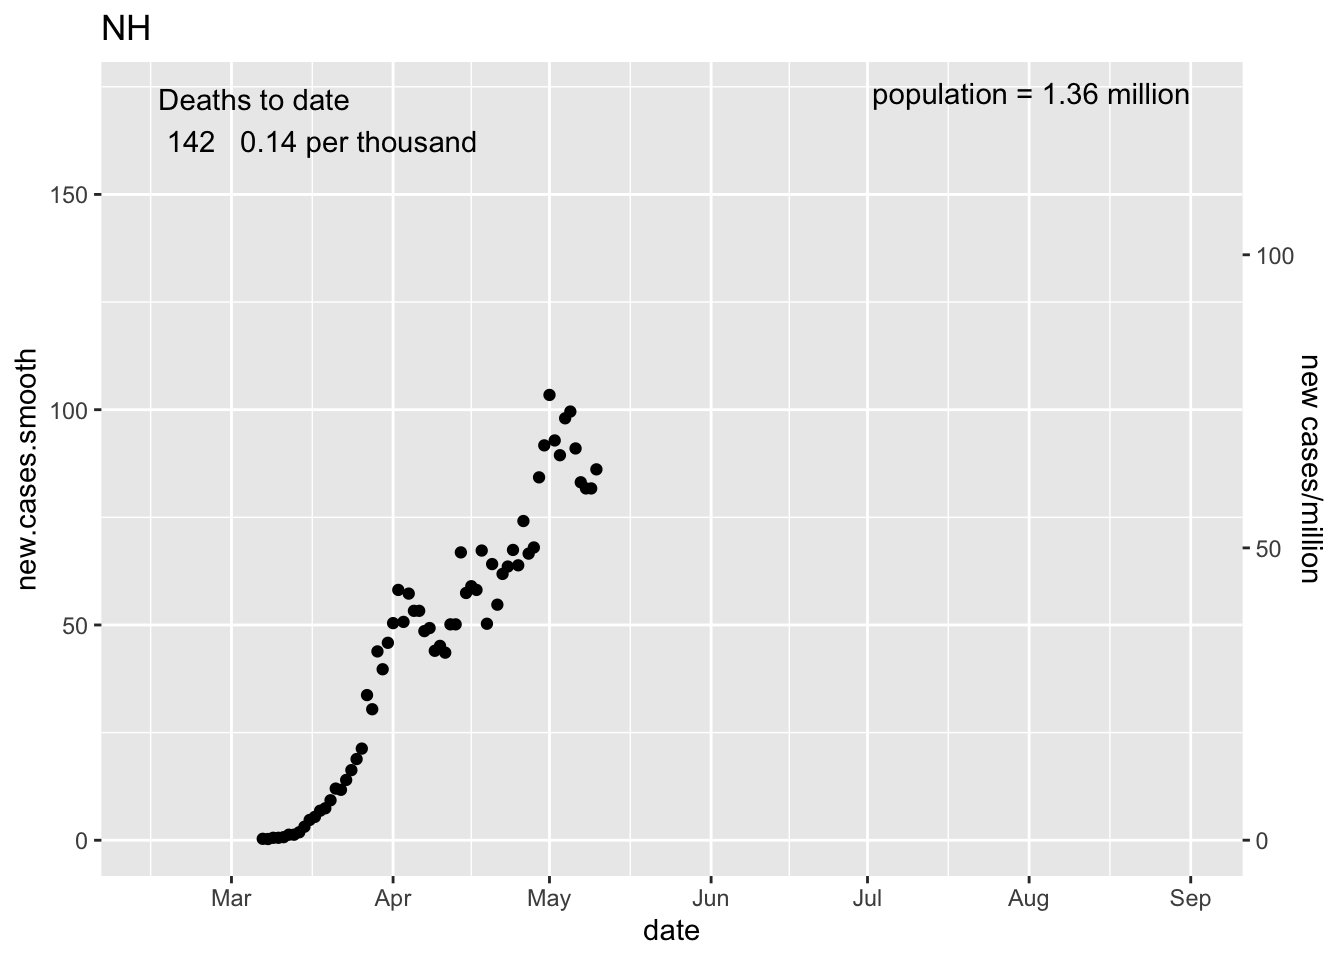 NH
Deaths to date
142 0.14 per thousand
population = 1.36 million
150
100
50
0
new.cases.smooth
100
50
0
new cases/million
Mar Apr May Jun Jul Aug Sep
date